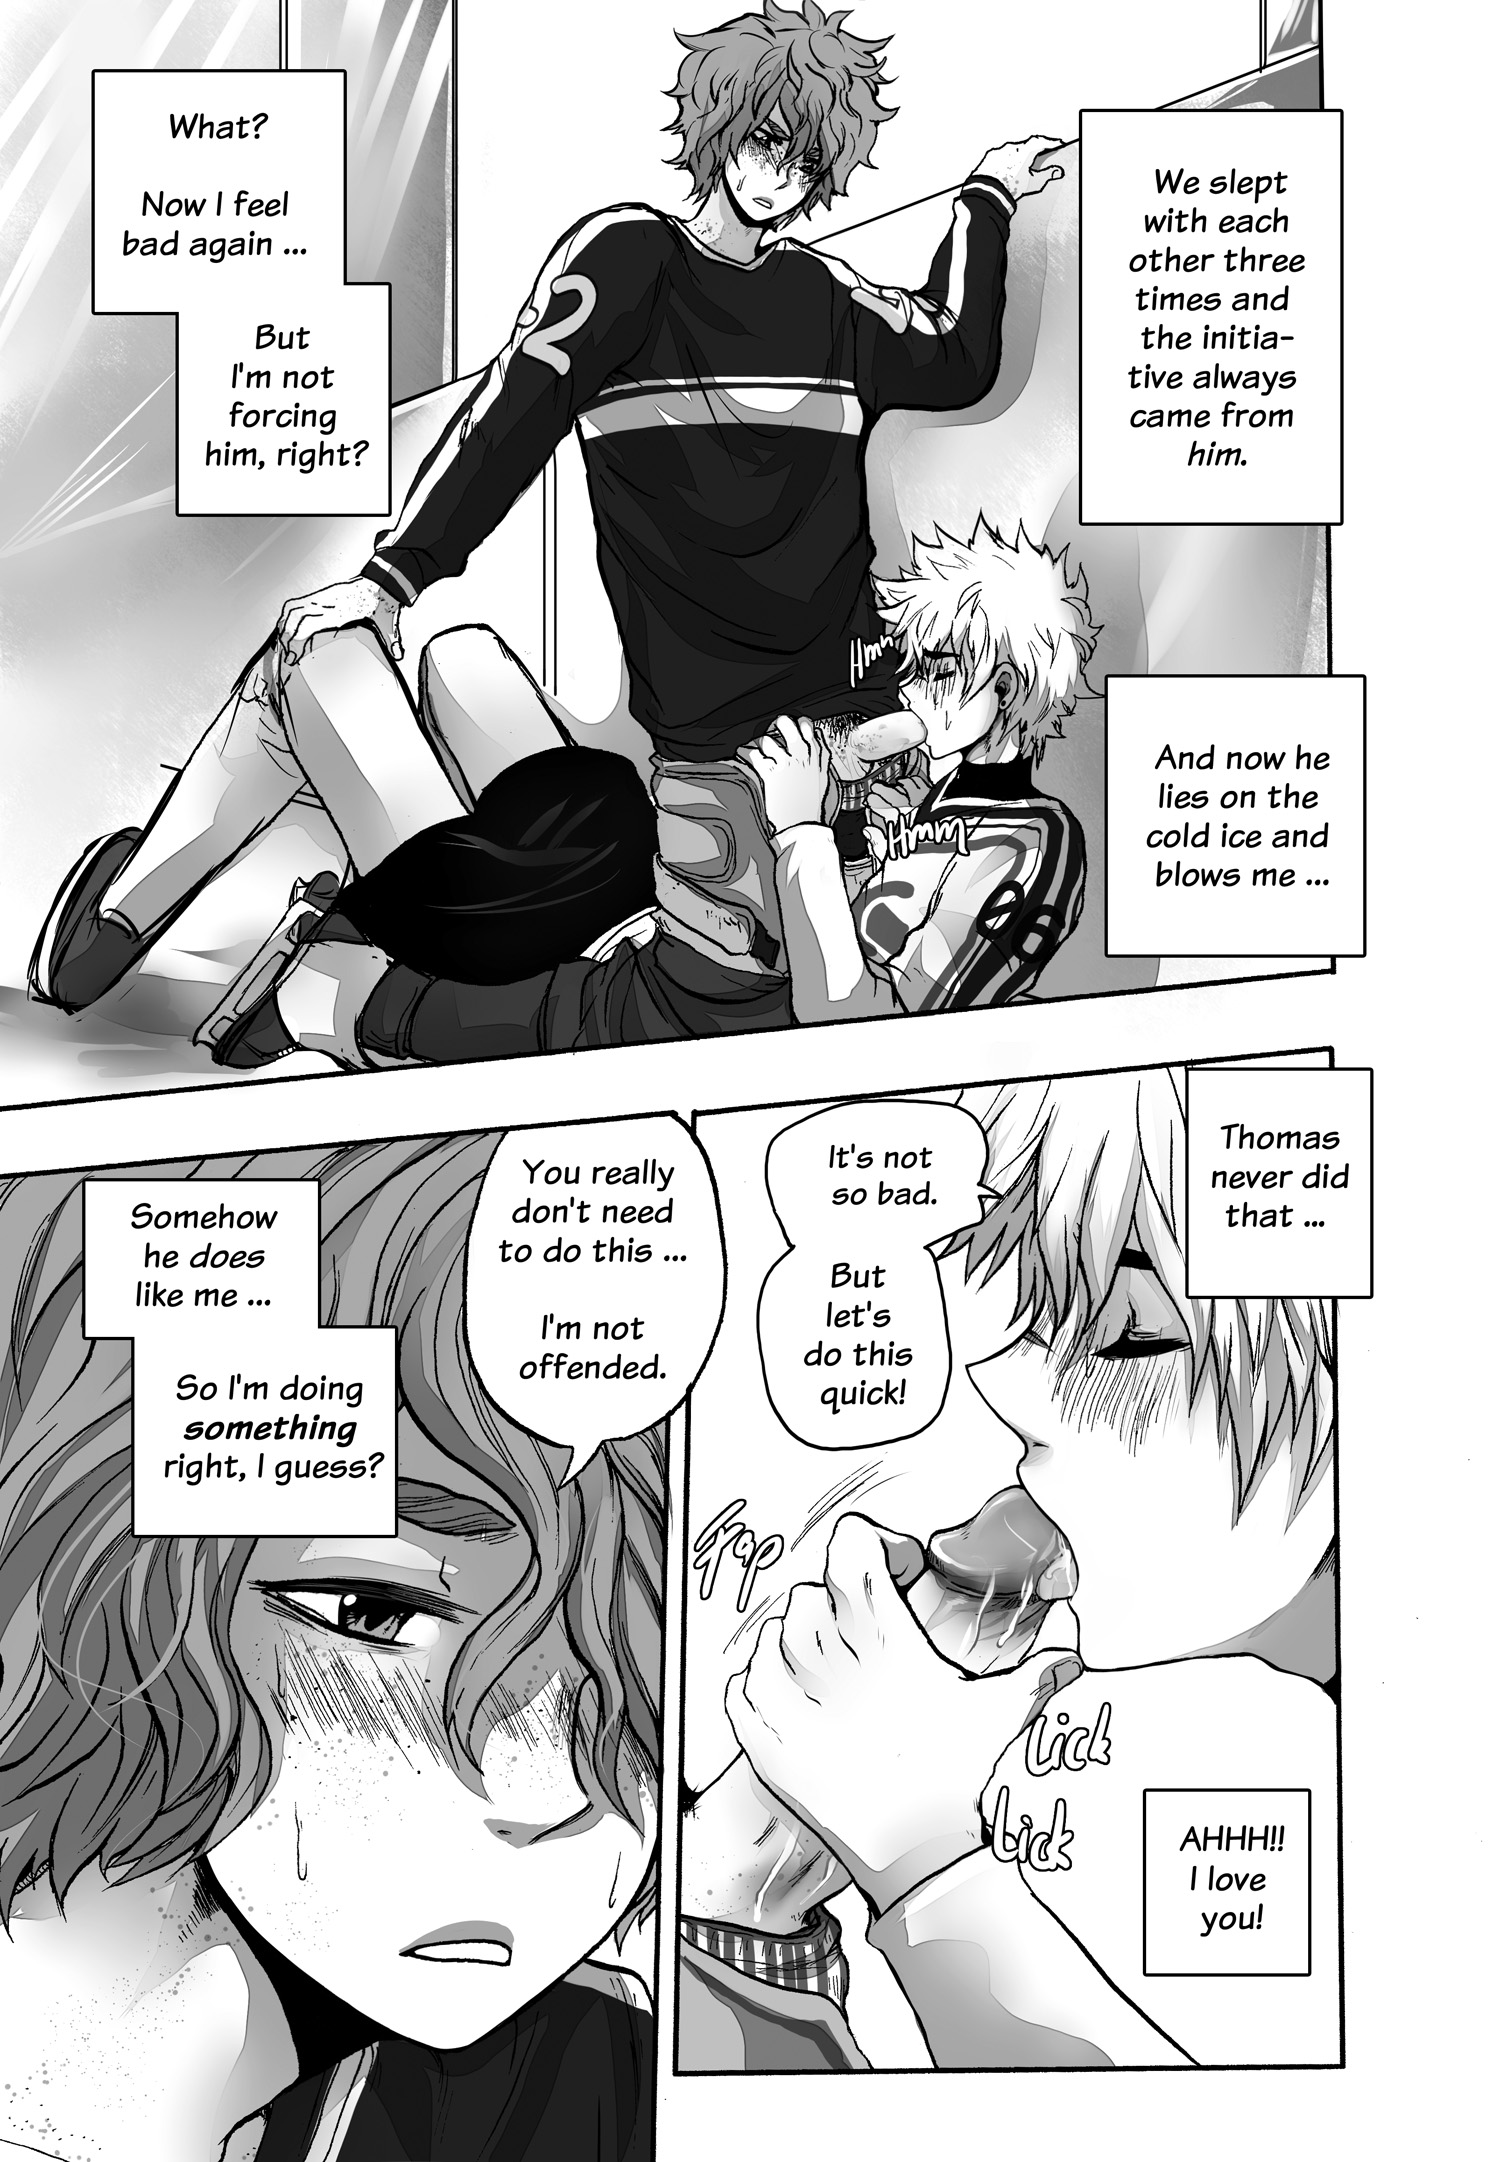 What?
Now I feel
bad again ...
But
I'm not
forcing
him, right?
We slept
with each
other three
times and
the initia-
tive always
came from
him.
2
Hmm
Hmm
06
And now he
lies on the
cold ice and
blows me ...
Somehow
he does
like me ...
So I'm doing
something
right, I guess?
You really
don't need
to do this ...
I'm not
offended.
It's not
so bad.
But
let's
do this
quick!
Thomas
never did
that ...
Fap
Lick
Lick
AHHH!!
I love
you!